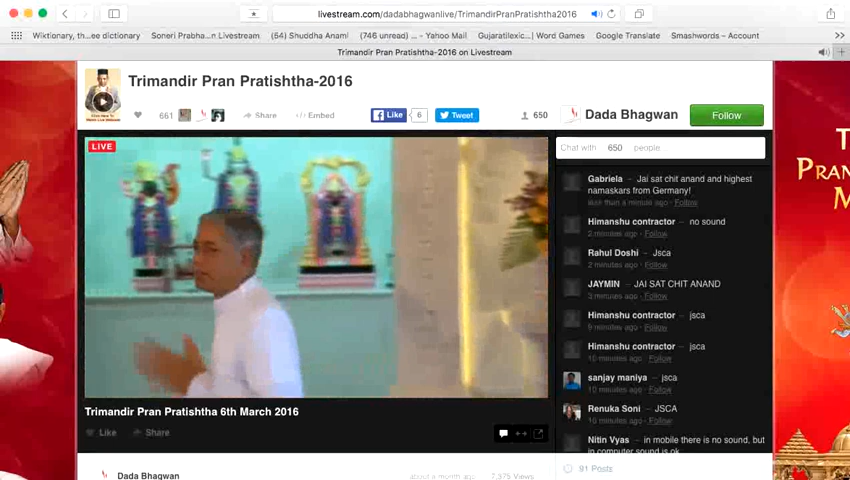 livestream.com/dadabhagwanlive/TrimandirPranPratishtha2016
Wiktionary, th...ee dictionary
Soneri Prabha...n Livestream
(54) Shuddha Anami
(746 unread) ... – Yahoo Mail
Gujaratilexic...| Word Games
Google Translate
Smashwords – Account
Trimandir Pran Pratishtha-2016 on Livestream
Trimandir Pran Pratishtha-2016
661
Share
</> Embed
Like
6
Tweet
650
Dada Bhagwan
Follow
LIVE
Chat with 650 people
Gabriela – Jai sat chit anand and highest
namaskars from Germany!
less than a minute ago - Follow
Himanshu contractor – no sound
2 minutes ago - Follow
Rahul Doshi – Jsca
2 minutes ago - Follow
JAYMIN – JAI SAT CHIT ANAND
3 minutes ago - Follow
Himanshu contractor – jsca
9 minutes ago - Follow
Himanshu contractor – jsca
10 minutes ago - Follow
sanjay maniya – jsca
10 minutes ago - Follow
Renuka Soni – JSCA
10 minutes ago - Follow
Nitin Vyas – in mobile there is no sound, but
in computer sound is ok
91 Posts
Trimandir Pran Pratishtha 6th March 2016
Like
Share
Dada Bhagwan
about a month ago
7,975 Views
T
PRAN
M